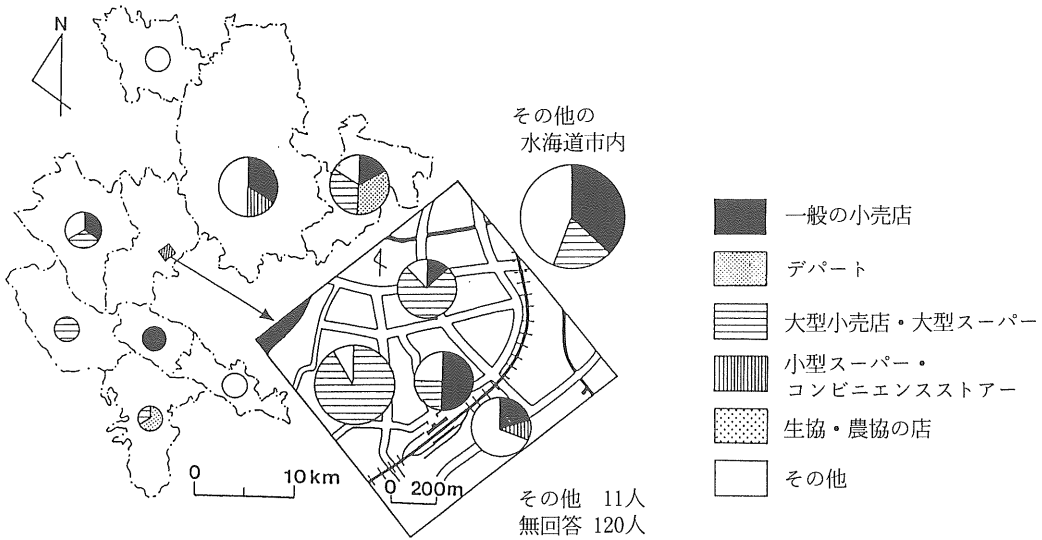 N
その他の
水海道市内
一般の小売店
デパート
大型小売店・大型スーパー
小型スーパー・
コンビニエンスストアー
生協・農協の店
その他
0 10km
0 200m
その他 11人
無回答 120人